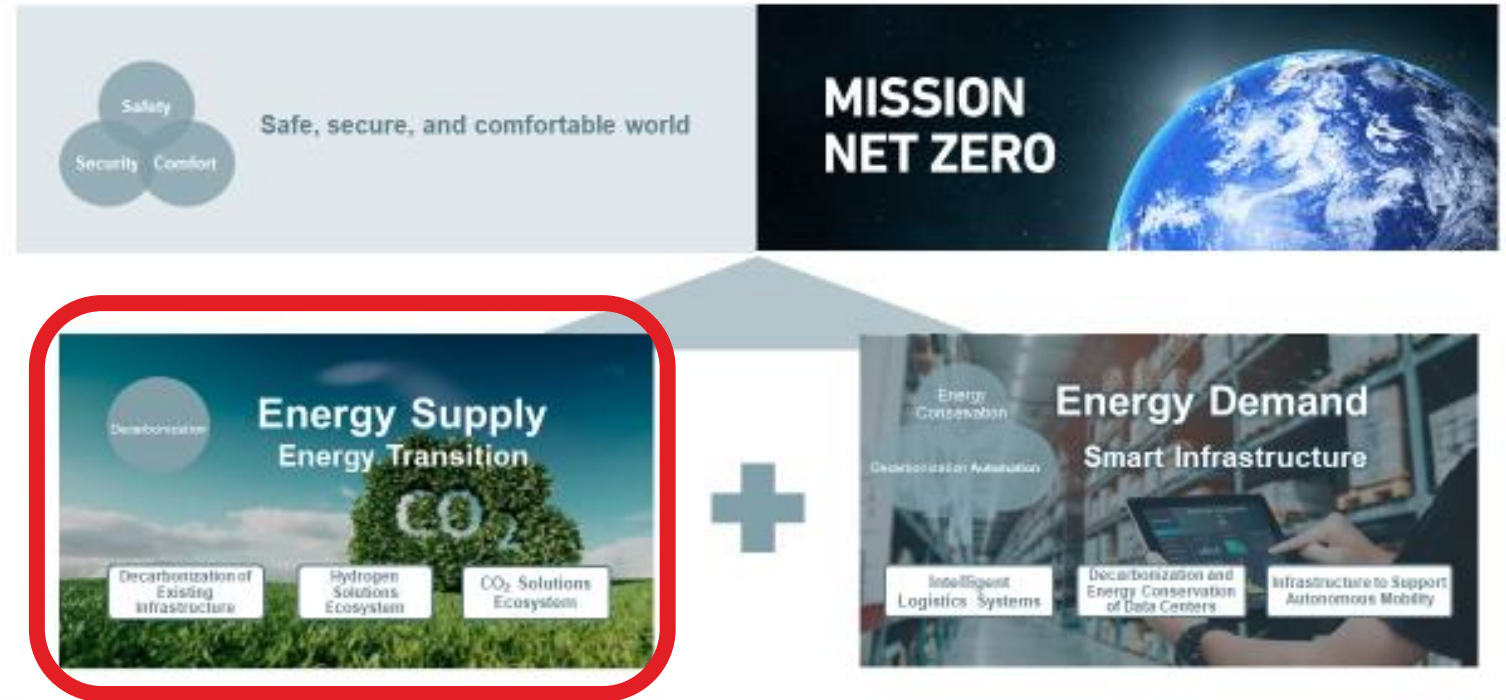 Safety
Security
Comfort
Safe, secure, and comfortable world
MISSION
NET ZERO
Decarbonization
Energy Supply
Energy Transition
CO₂
Decarbonization of
Existing
Infrastructure
Hydrogen
Solutions
Ecosystem
CO₂ Solutions
Ecosystem
Energy
Consevation
Decarbonization Automation
Energy Demand
Smart Infrastructure
Intelligent
Logistics Systems
Decarbonization and
Energy Conservation
of Data Centers
Infrastructure to Support
Autonomous Mobility